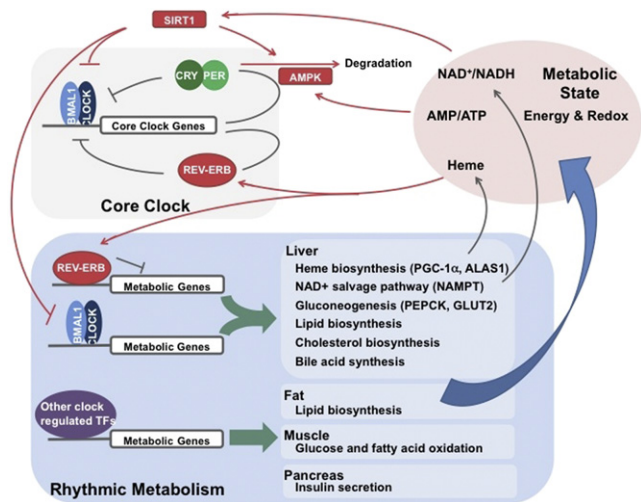 SIRT1
CRY PER
AMPK
Degradation
BMAL1
CLOCK
Core Clock Genes
REV-ERB
Core Clock
NAD+/NADH
Metabolic
State
AMP/ATP
Energy & Redox
Heme
REV-ERB
Metabolic Genes
BMAL1
CLOCK
Metabolic Genes
Other clock
regulated TFs
Metabolic Genes
Rhythmic Metabolism
Liver
Heme biosynthesis (PGC-1α, ALAS1)
NAD+ salvage pathway (NAMPT)
Gluconeogenesis (PEPCK, GLUT2)
Lipid biosynthesis
Cholesterol biosynthesis
Bile acid synthesis
Fat
Lipid biosynthesis
Muscle
Glucose and fatty acid oxidation
Pancreas
Insulin secretion